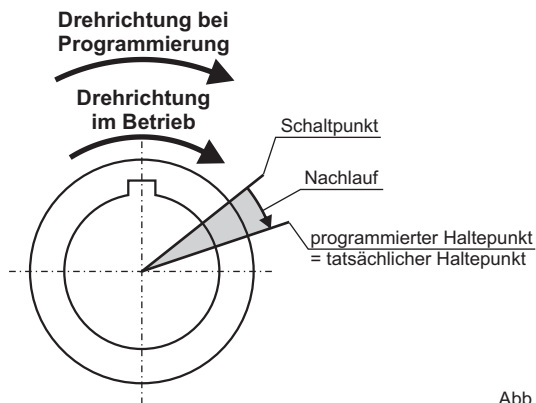 Drehrichtung bei
Programmierung
Drehrichtung
im Betrieb
Schaltpunkt
Nachlauf
programmierter Haltepunkt
= tatsächlicher Haltepunkt
Abb